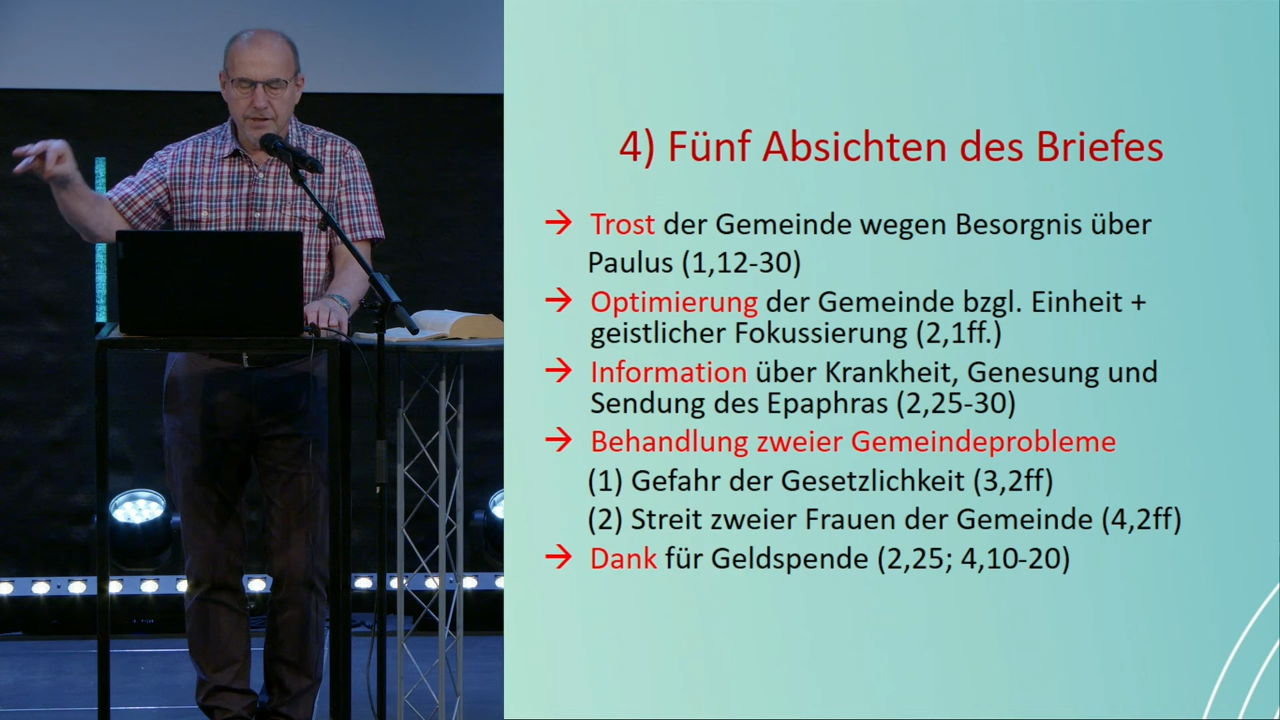 4) Fünf Absichten des Briefes
→ Trost der Gemeinde wegen Besorgnis über
Paulus (1,12-30)
→ Optimierung der Gemeinde bzgl. Einheit +
geistlicher Fokussierung (2,1ff.)
→ Information über Krankheit, Genesung und
Sendung des Epaphras (2,25-30)
→ Behandlung zweier Gemeindeprobleme
(1) Gefahr der Gesetzlichkeit (3,2ff)
(2) Streit zweier Frauen der Gemeinde (4,2ff)
→ Dank für Geldspende (2,25; 4,10-20)